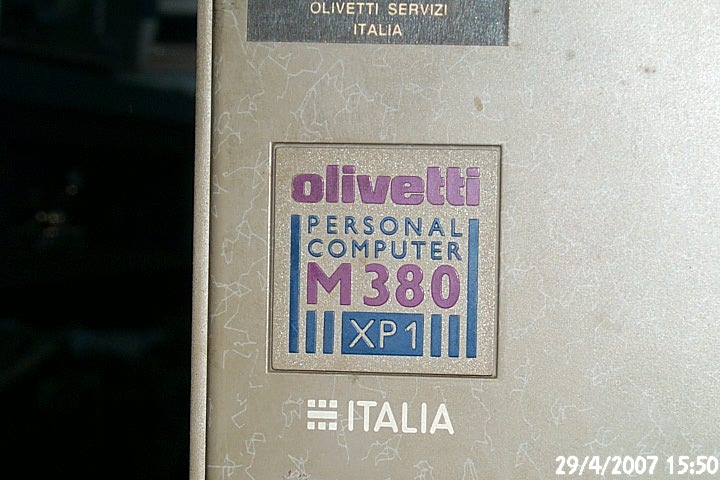 OLIVETTI SERVIZI
ITALIA
olivetti
PERSONAL
COMPUTER
M380
XP1
ITALIA
29/4/2007 15:50